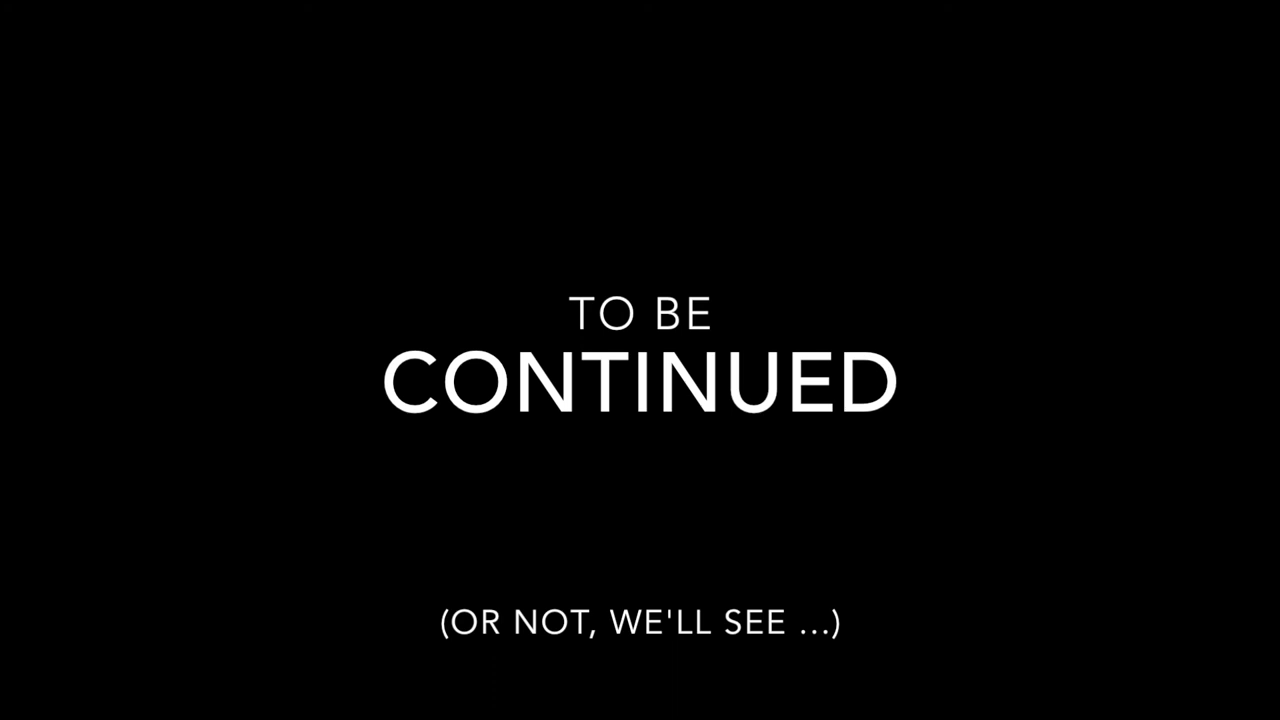 TO BE
CONTINUED
(OR NOT, WE'LL SEE ...)